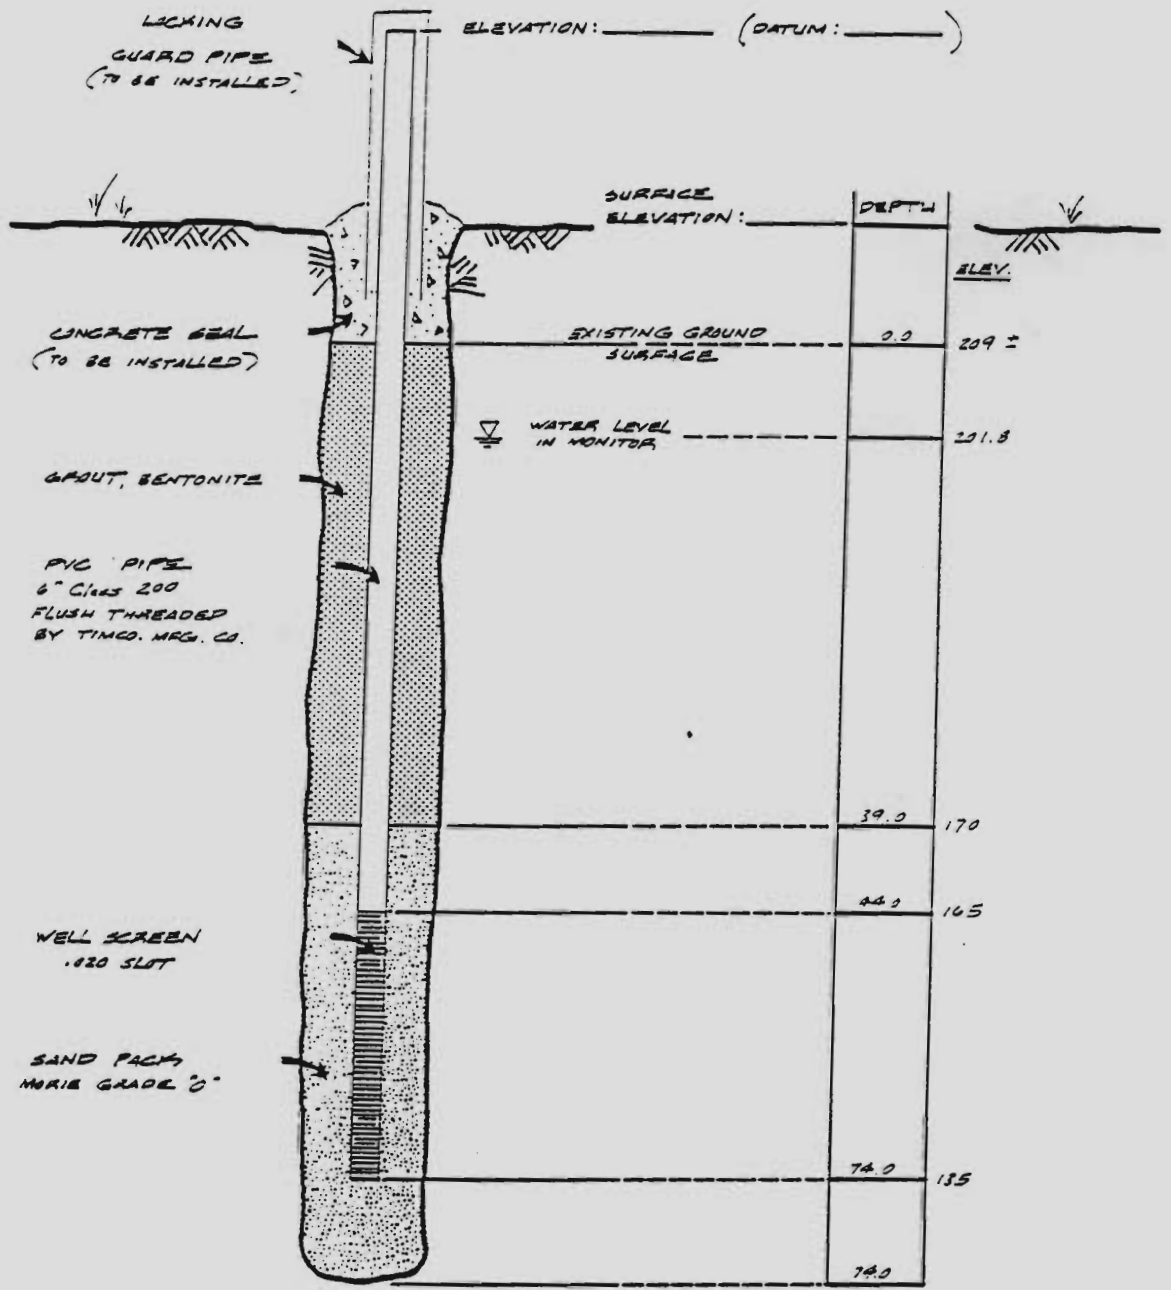 LOCKING
GUARD PIPE
(TO BE INSTALLED)
ELEVATION: (DATUM: )
SURFACE
ELEVATION:
DEPTH
ELEV.
CONCRETE SEAL
(TO BE INSTALLED)
EXISTING GROUND
SURFACE
0.0
209 ±
WATER LEVEL
IN MONITOR
201.8
GROUT, BENTONITE
PVC PIPE
6" Class 200
FLUSH THREADED
BY TIMCO. MFG. CO.
39.0
170
44.0
165
WELL SCREEN
.020 SLOT
SAND PACK,
MORIE GRADE "0"
74.0
135
74.0